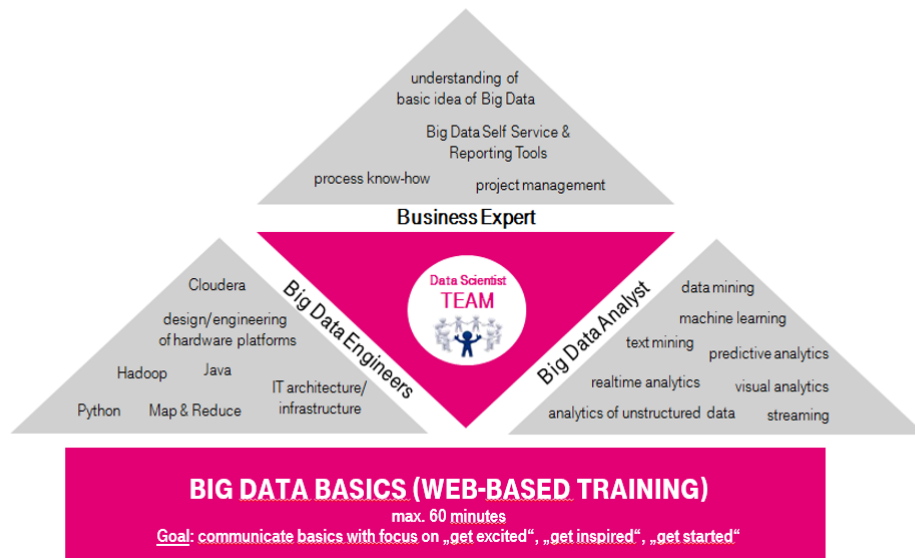 understanding of
basic idea of Big Data
Big Data Self Service &
Reporting Tools
process know-how
project management
Business Expert
Data Scientist
TEAM
Big Data Engineers
Big Data Analyst
Cloudera
design/engineering
of hardware platforms
Hadoop
Java
IT architecture/
infrastructure
Python
Map & Reduce
data mining
machine learning
text mining
predictive analytics
realtime analytics
visual analytics
analytics of unstructured data
streaming
BIG DATA BASICS (WEB-BASED TRAINING)
max. 60 minutes
Goal: communicate basics with focus on „get excited“, „get inspired“, „get started“